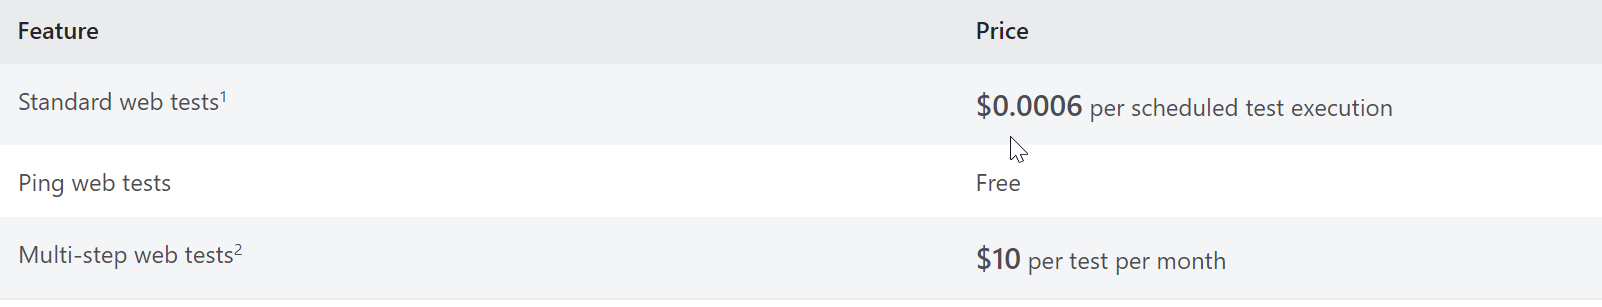 Feature Price
Standard web tests¹ $0.0006 per scheduled test execution
Ping web tests Free
Multi-step web tests² $10 per test per month